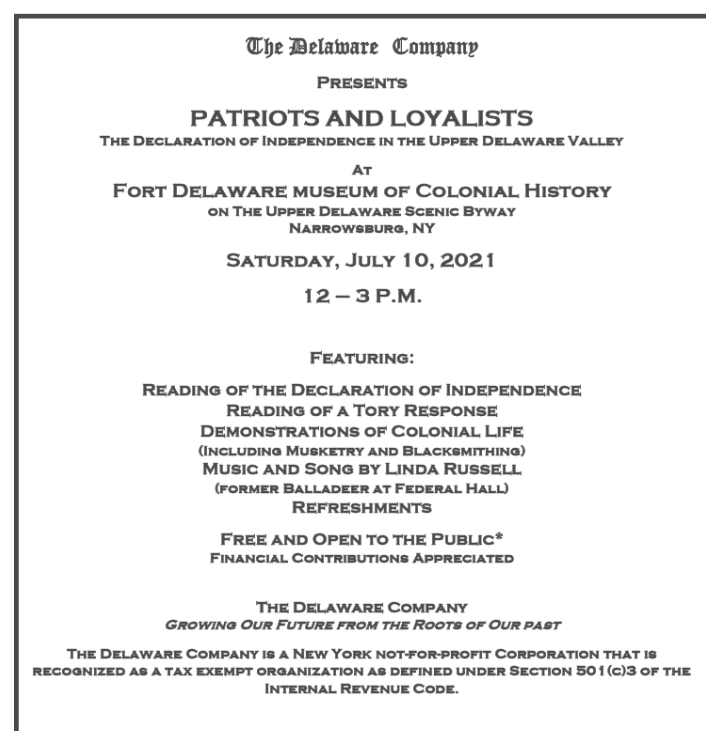 The Delaware Company
Presents
PATRIOTS AND LOYALISTS
The Declaration of Independence in the Upper Delaware Valley
At
Fort Delaware museum of Colonial History
on The Upper Delaware Scenic Byway
Narrowsburg, NY
Saturday, July 10, 2021
12 – 3 P.M.
Featuring:
Reading of the Declaration of Independence
Reading of a Tory Response
Demonstrations of Colonial Life
(Including Musketry and Blacksmithing)
Music and Song by Linda Russell
(former Balladeer at Federal Hall)
Refreshments
Free and Open to the Public*
Financial Contributions Appreciated
The Delaware Company
Growing Our Future from the Roots of Our past
The Delaware Company is a New York not-for-profit Corporation that is
recognized as a tax exempt organization as defined under Section 501(c)3 of the
Internal Revenue Code.